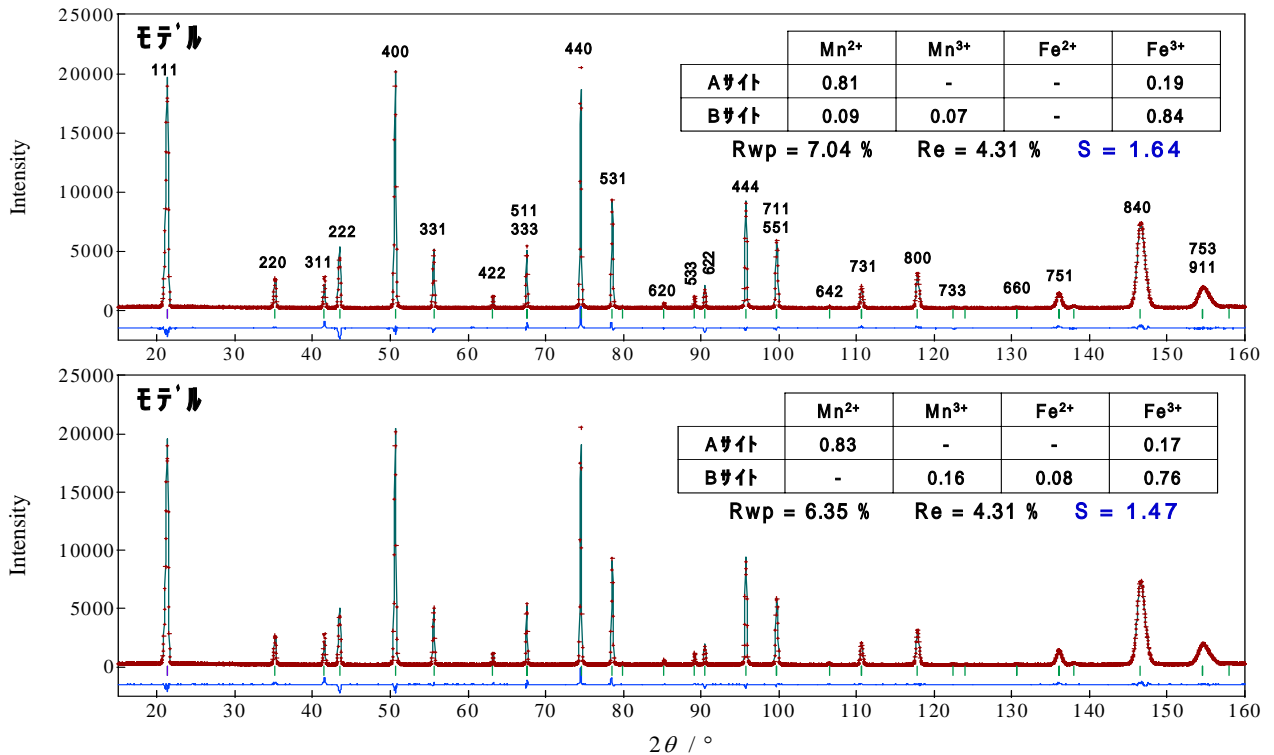 モデル
Mn2+ Mn3+ Fe2+ Fe3+
Aサイト 0.81 - - 0.19
Bサイト 0.09 0.07 - 0.84
Rwp = 7.04 % Re = 4.31 % S = 1.64
111
220
311
222
400
331
422
511
333
440
531
620
533
622
444
711
551
642
731
800
733
660
751
840
753
911
Intensity
25000
20000
15000
10000
5000
0
20 30 40 50 60 70 80 90 100 110 120 130 140 150 160
モデル
Mn2+ Mn3+ Fe2+ Fe3+
Aサイト 0.83 - - 0.17
Bサイト - 0.16 0.08 0.76
Rwp = 6.35 % Re = 4.31 % S = 1.47
Intensity
25000
20000
15000
10000
5000
0
20 30 40 50 60 70 80 90 100 110 120 130 140 150 160
2θ / °